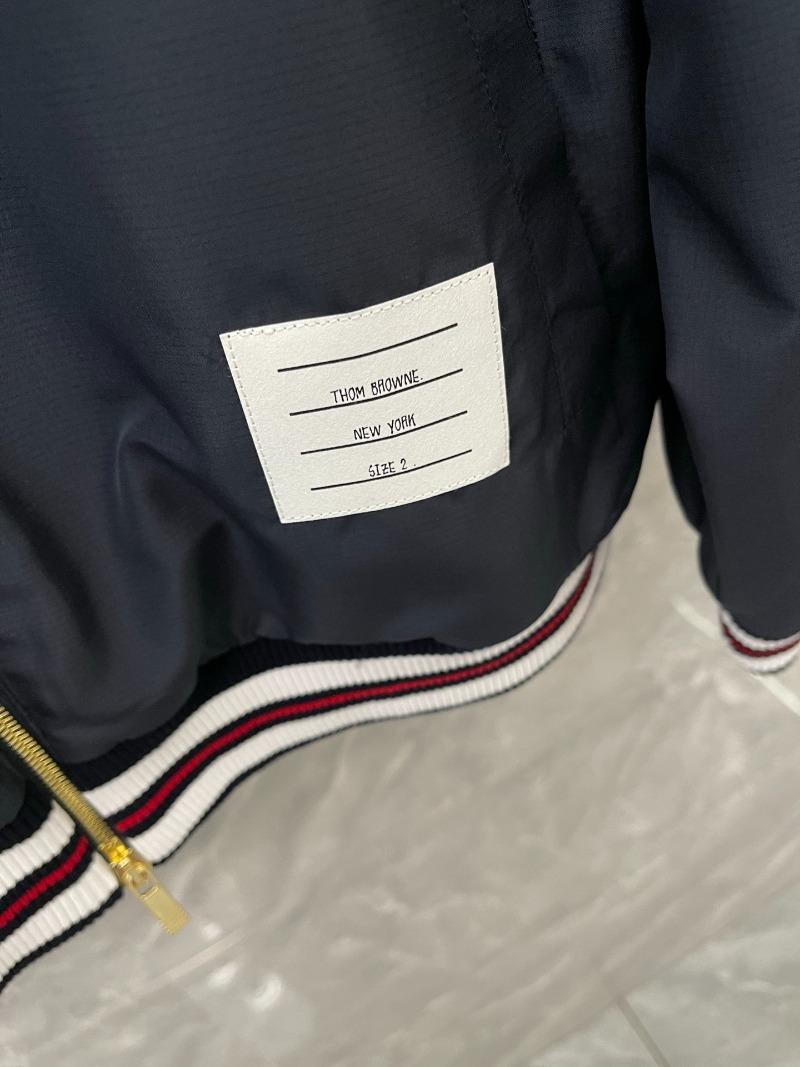 THOM BROWNE.
NEW YORK
SIZE 2 .